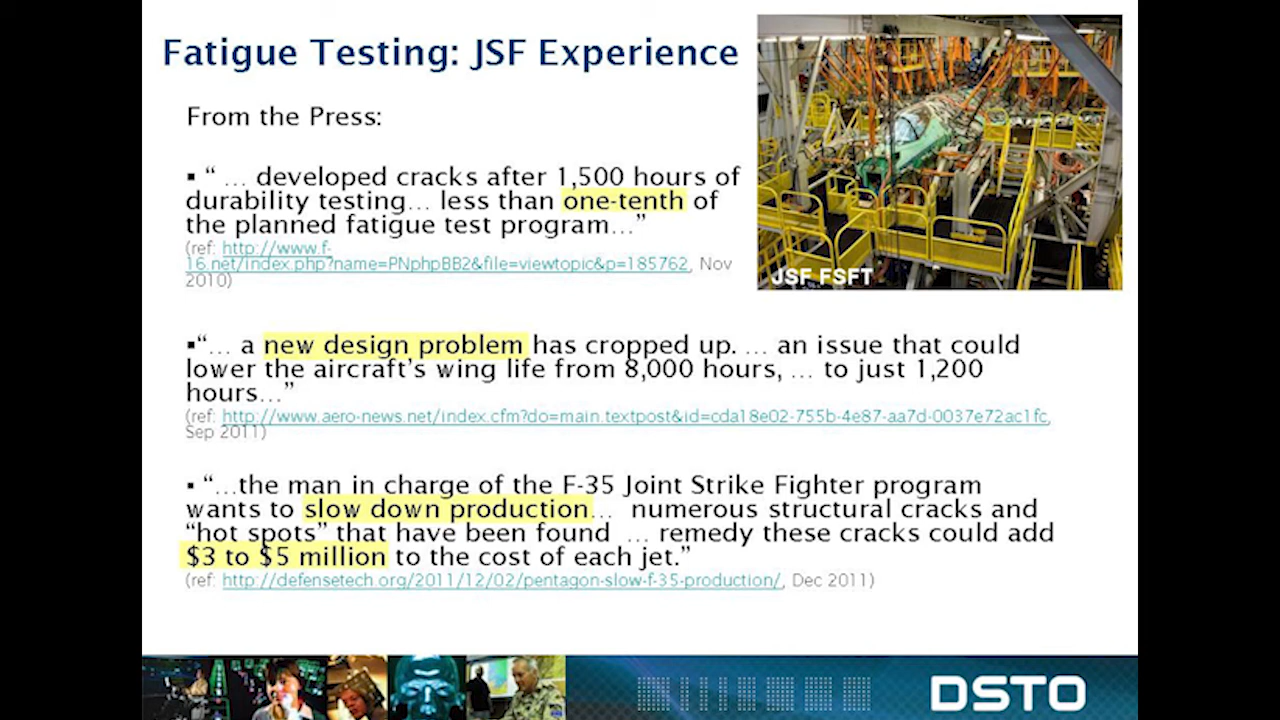 Fatigue Testing: JSF Experience
From the Press:
▪ “ … developed cracks after 1,500 hours of
durability testing… less than one-tenth of
the planned fatigue test program…”
(ref: http://www.f-
16.net/index.php?name=PNphpBB2&file=viewtopic&p=185762, Nov
2010)
JSF FSFT
▪“… a new design problem has cropped up. … an issue that could
lower the aircraft’s wing life from 8,000 hours, … to just 1,200
hours…”
(ref: http://www.aero-news.net/index.cfm?do=main.textpost&id=cda18e02-755b-4e87-aa7d-0037e72ac1fc,
Sep 2011)
▪ “…the man in charge of the F-35 Joint Strike Fighter program
wants to slow down production… numerous structural cracks and
“hot spots” that have been found … remedy these cracks could add
$3 to $5 million to the cost of each jet.”
(ref: http://defensetech.org/2011/12/02/pentagon-slow-f-35-production/, Dec 2011)
DSTO